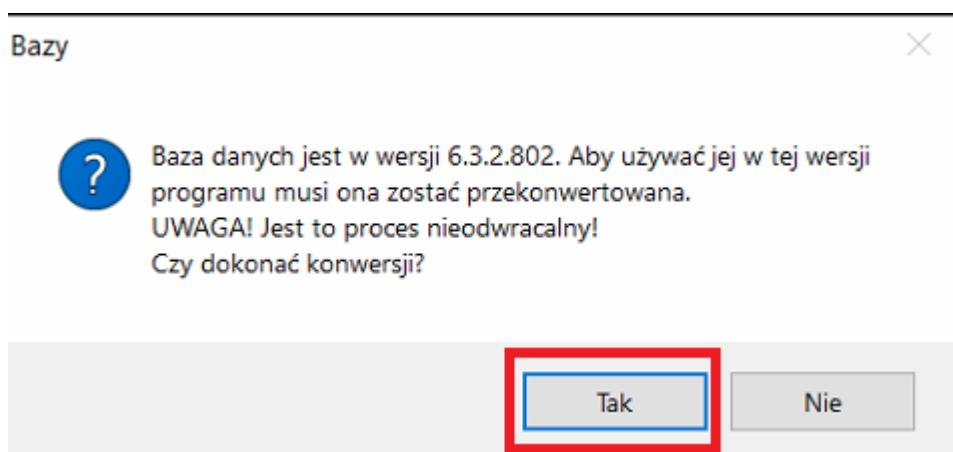 Bazy
?
Baza danych jest w wersji 6.3.2.802. Aby używać jej w tej wersji
programu musi ona zostać przekonwertowana.
UWAGA! Jest to proces nieodwracalny!
Czy dokonać konwersji?
Tak Nie